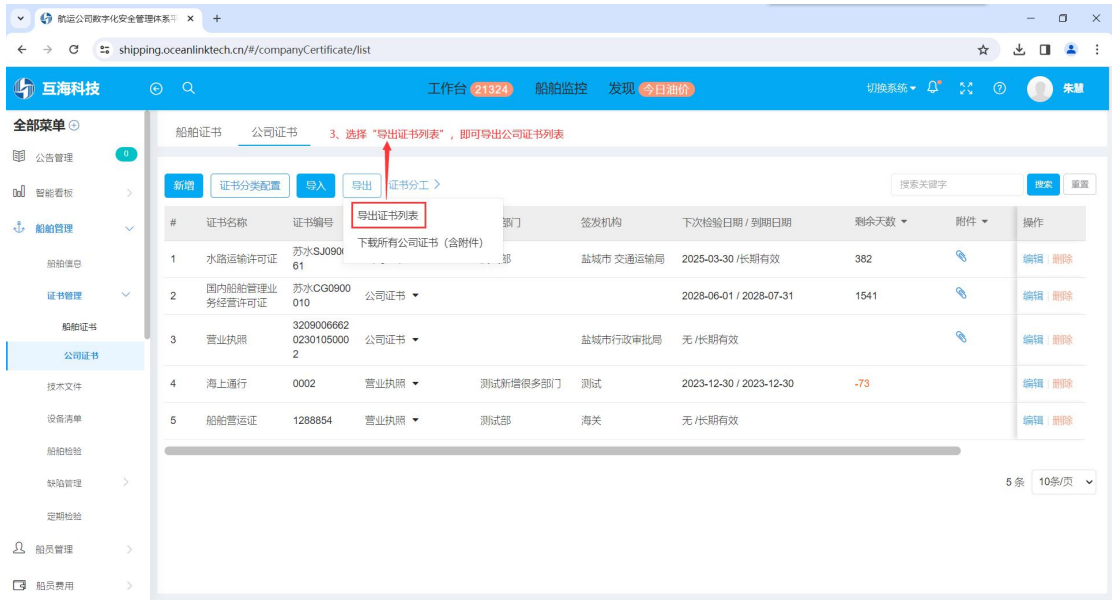 航运公司数字化安全管理体系平
shipping.oceanlinktech.cn/#/companyCertificate/list
互海科技
工作台 21324 船舶监控 发现 今日油价
切换系统 朱慧
全部菜单
公告管理 0
智能看板
船舶管理
船舶信息
证书管理
船舶证书
公司证书
技术文件
设备清单
船舶检验
缺陷管理
定期检验
船员管理
船员费用
船舶证书 公司证书
3、选择“导出证书列表”，即可导出公司证书列表
新增 证书分类配置 导入 导出 证书分工
搜索关键字 搜索 重置
导出证书列表
下载所有公司证书（含附件）
# 证书名称 证书编号 部门 签发机构 下次检验日期 / 到期日期 剩余天数 附件 操作
1 水路运输许可证 苏水SJ090 盐城市 交通运输局 2025-03-30 /长期有效 382 编辑 删除
61
2 国内船舶管理业 苏水CG0900 公司证书 2028-06-01 / 2028-07-31 1541 编辑 删除
务经营许可证 010
3 营业执照 3209006662 公司证书 盐城市行政审批局 无 /长期有效 编辑 删除
0230105000
2
4 海上通行 0002 营业执照 测试新增很多部门 测试 2023-12-30 / 2023-12-30 -73 编辑 删除
5 船舶营运证 1288854 营业执照 测试部 海关 无 /长期有效 编辑 删除
5 条 10条/页